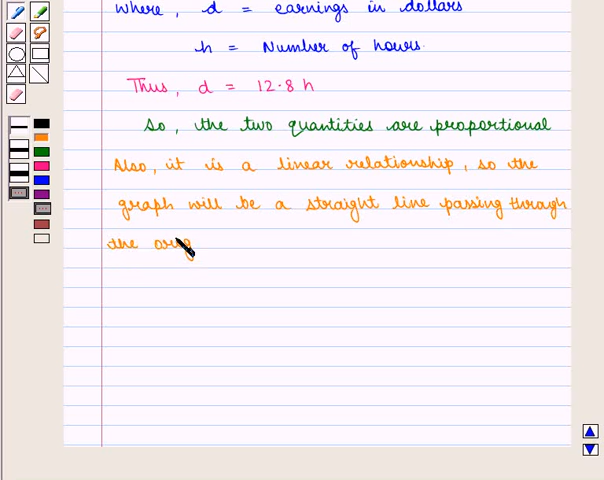 where, d = earnings in dollars
h = Number of hours.
Thus, d = 12.8 h
So, the two quantities are proportional
Also, it is a linear relationship, so the
graph will be a straight line passing through
the orig